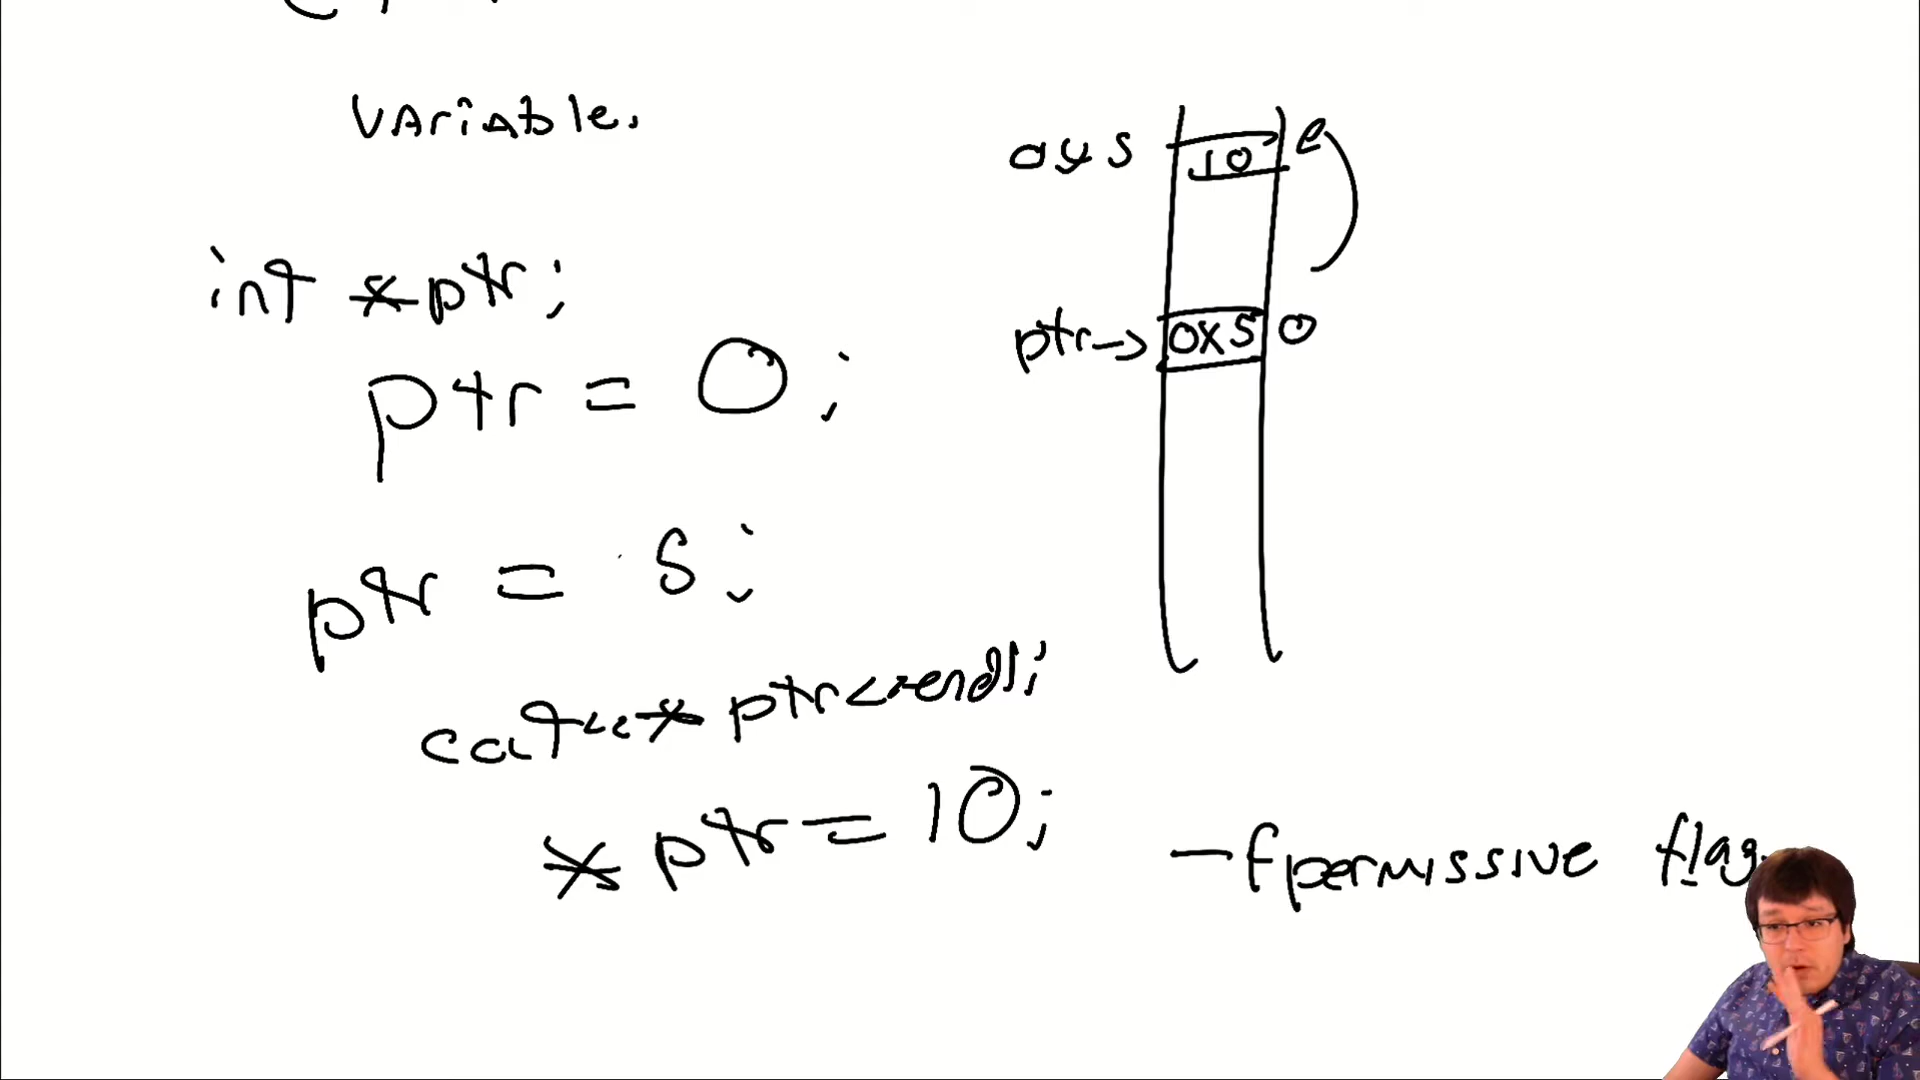 variable.
int *ptr;
ptr = 0;
ptr = 5;
cout<<* ptr<<endl;
* ptr = 10;
0x5 10
ptr→ 0x5 0
-fpermissive flag